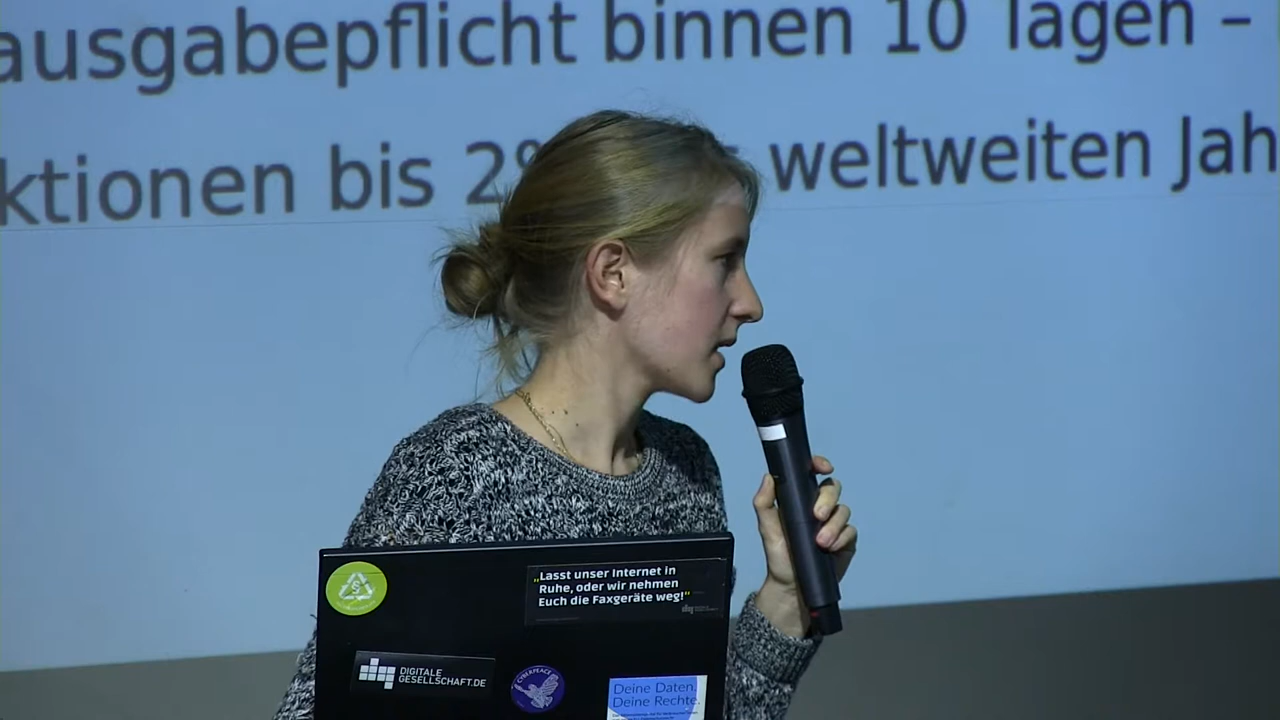 ausgabepflicht binnen 10 Tagen –
ktionen bis 2% weltweiten Jah
„Lasst unser Internet in
Ruhe, oder wir nehmen
Euch die Faxgeräte weg!"
DIGITALE
GESELLSCHAFT.DE
CYBERPEACE
Deine Daten.
Deine Rechte.